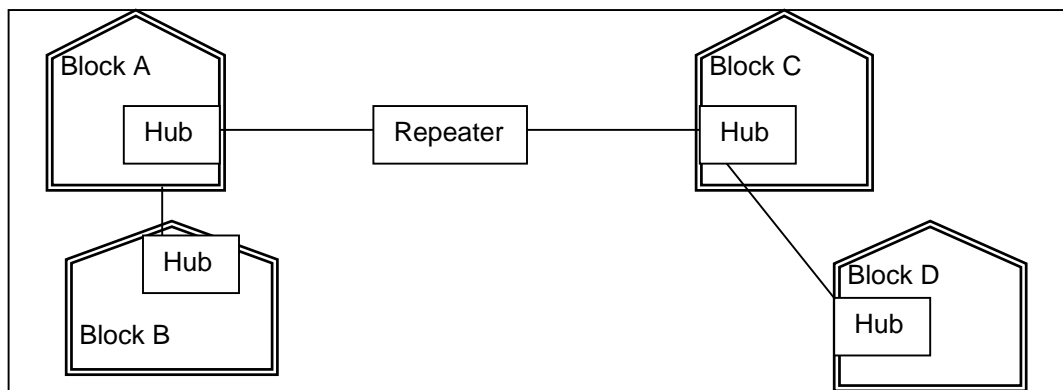 Block A
Block C
Hub
Repeater
Hub
Hub
Block D
Hub
Block B